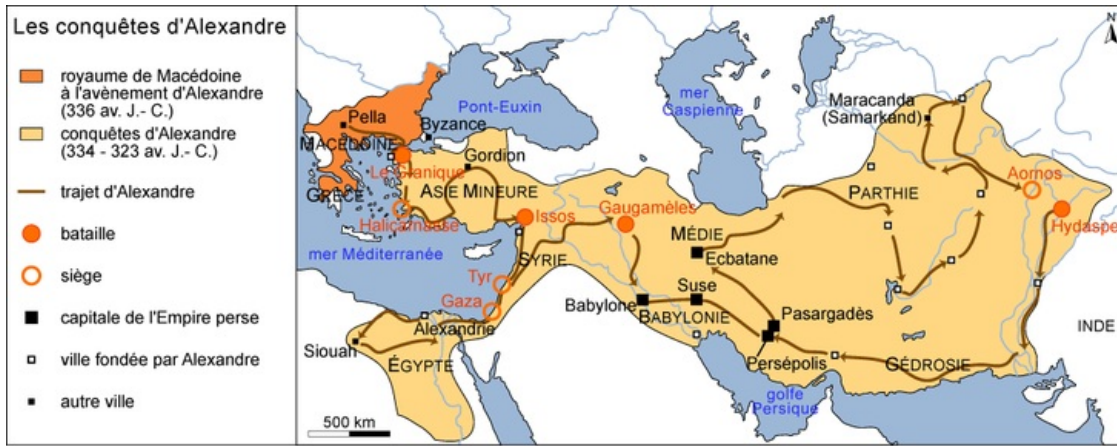 Les conquêtes d'Alexandre
royaume de Macédoine
à l'avènement d'Alexandre
(336 av. J.- C.)
conquêtes d'Alexandre
(334 - 323 av. J.- C.)
trajet d'Alexandre
bataille
siège
capitale de l'Empire perse
ville fondée par Alexandre
autre ville
N
Pont-Euxin
mer
Caspienne
Maracanda
(Samarkand)
Pella
Byzance
MACÉDOINE
Gordion
Le Granique
ASIE MINEURE
GRÈCE
Halicarnasse
Issos
Gaugamèles
PARTHIE
Aornos
Hydaspe
mer Méditerranée
SYRIE
MÉDIE
Ecbatane
Tyr
Gaza
Suse
Babylone
BABYLONIE
Pasargadès
Persépolis
Alexandrie
Siouan
ÉGYPTE
GÉDROSIE
INDE
golfe
Persique
500 km